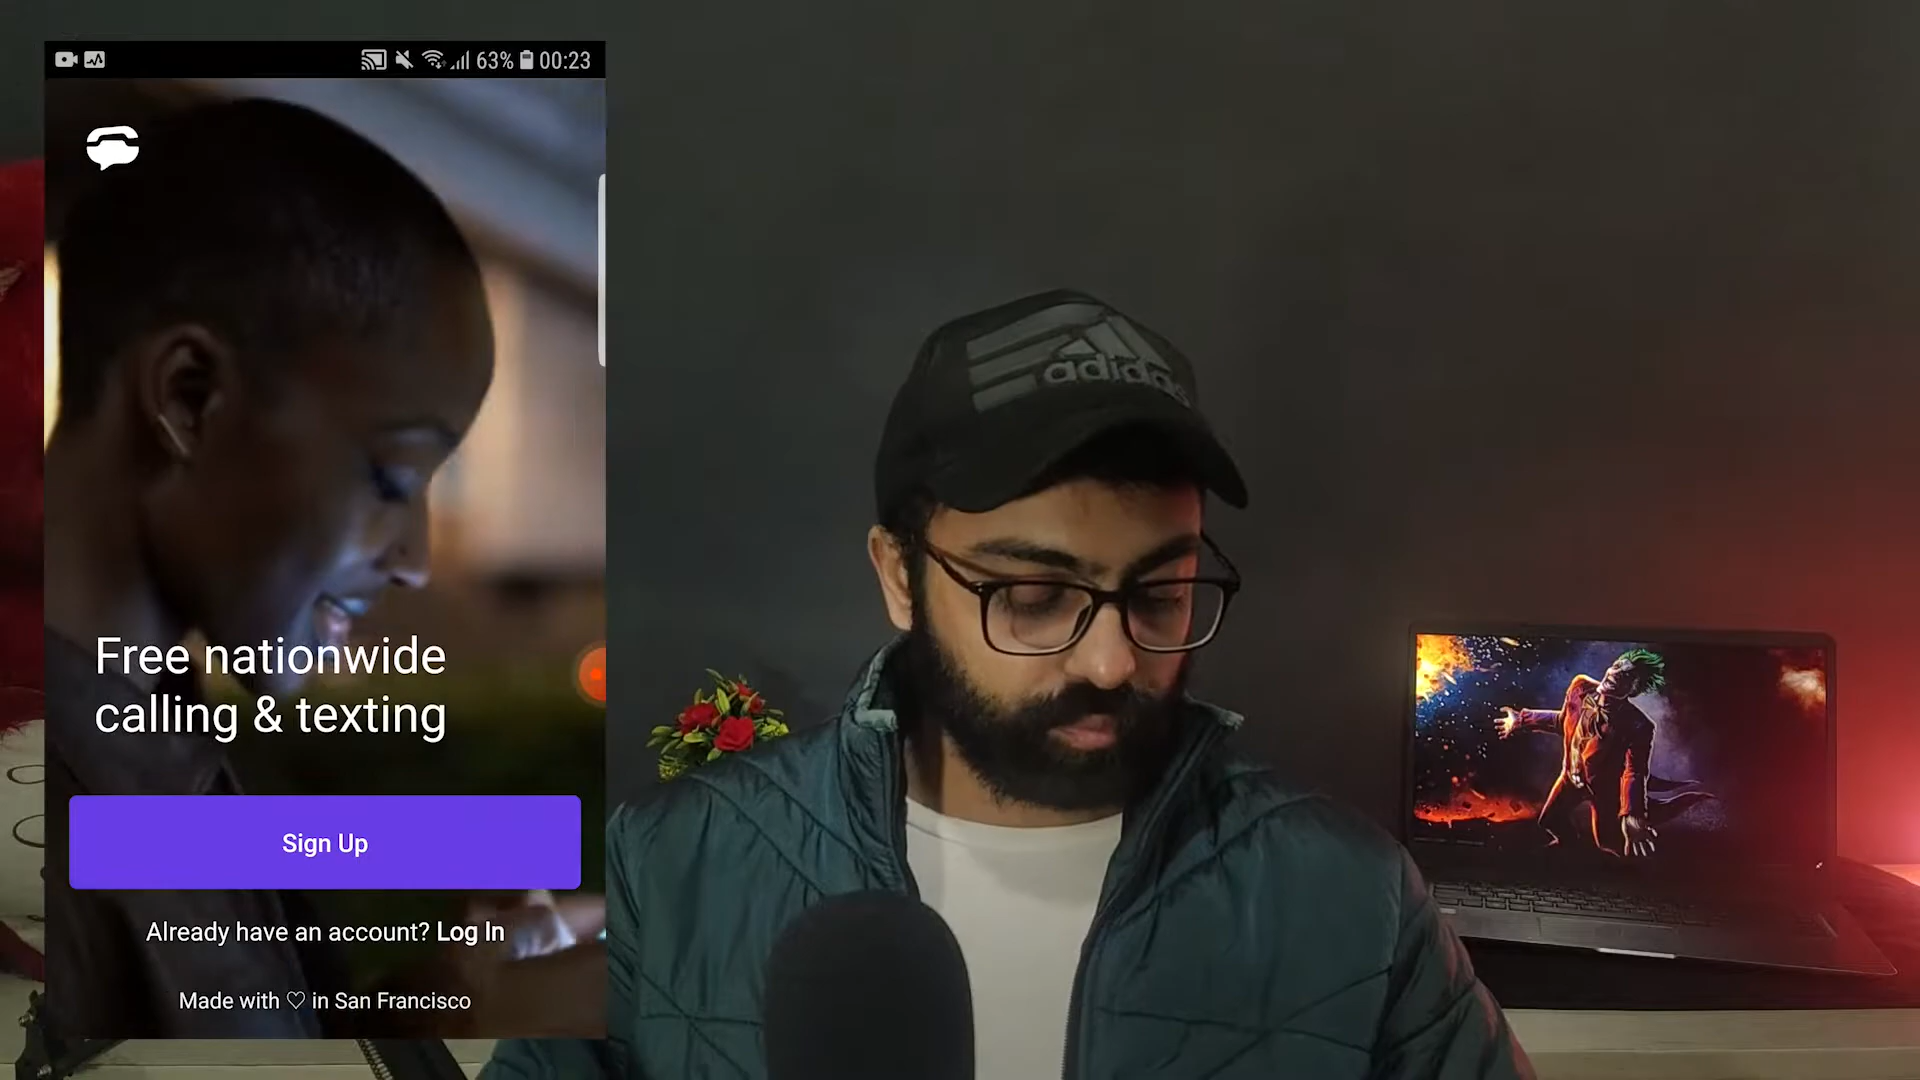 63% 00:23
adidas
Free nationwide
calling & texting
Sign Up
Already have an account? Log In
Made with ♡ in San Francisco